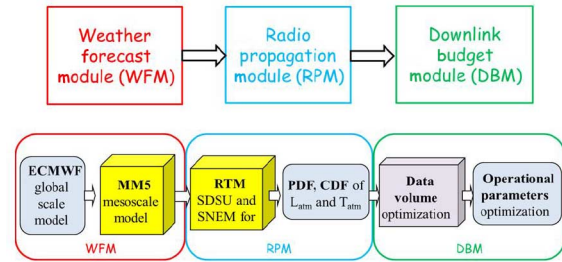 Weather
forecast
module (WFM)
Radio
propagation
module (RPM)
Downlink
budget
module (DBM)
ECMWF
global
scale
model
MM5
mesoscale
model
RTM
SDSU and
SNEM for
PDF, CDF of
Latm and Tatm
Data
volume
optimization
Operational
parameters
optimization
WFM
RPM
DBM